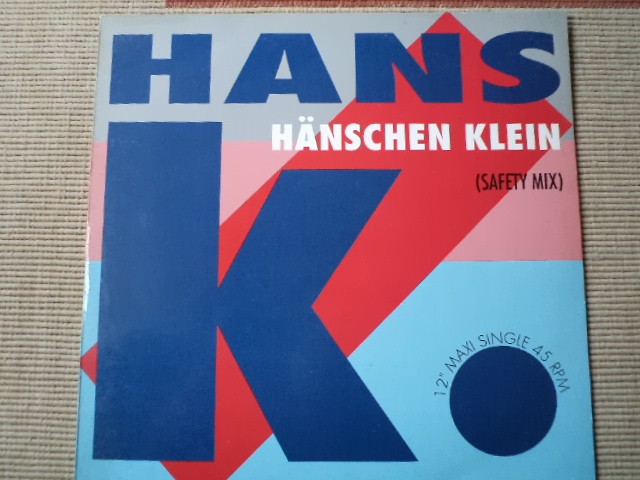 HANS
K.
HÄNSCHEN KLEIN
(SAFETY MIX)
12" MAXI SINGLE 45 RPM